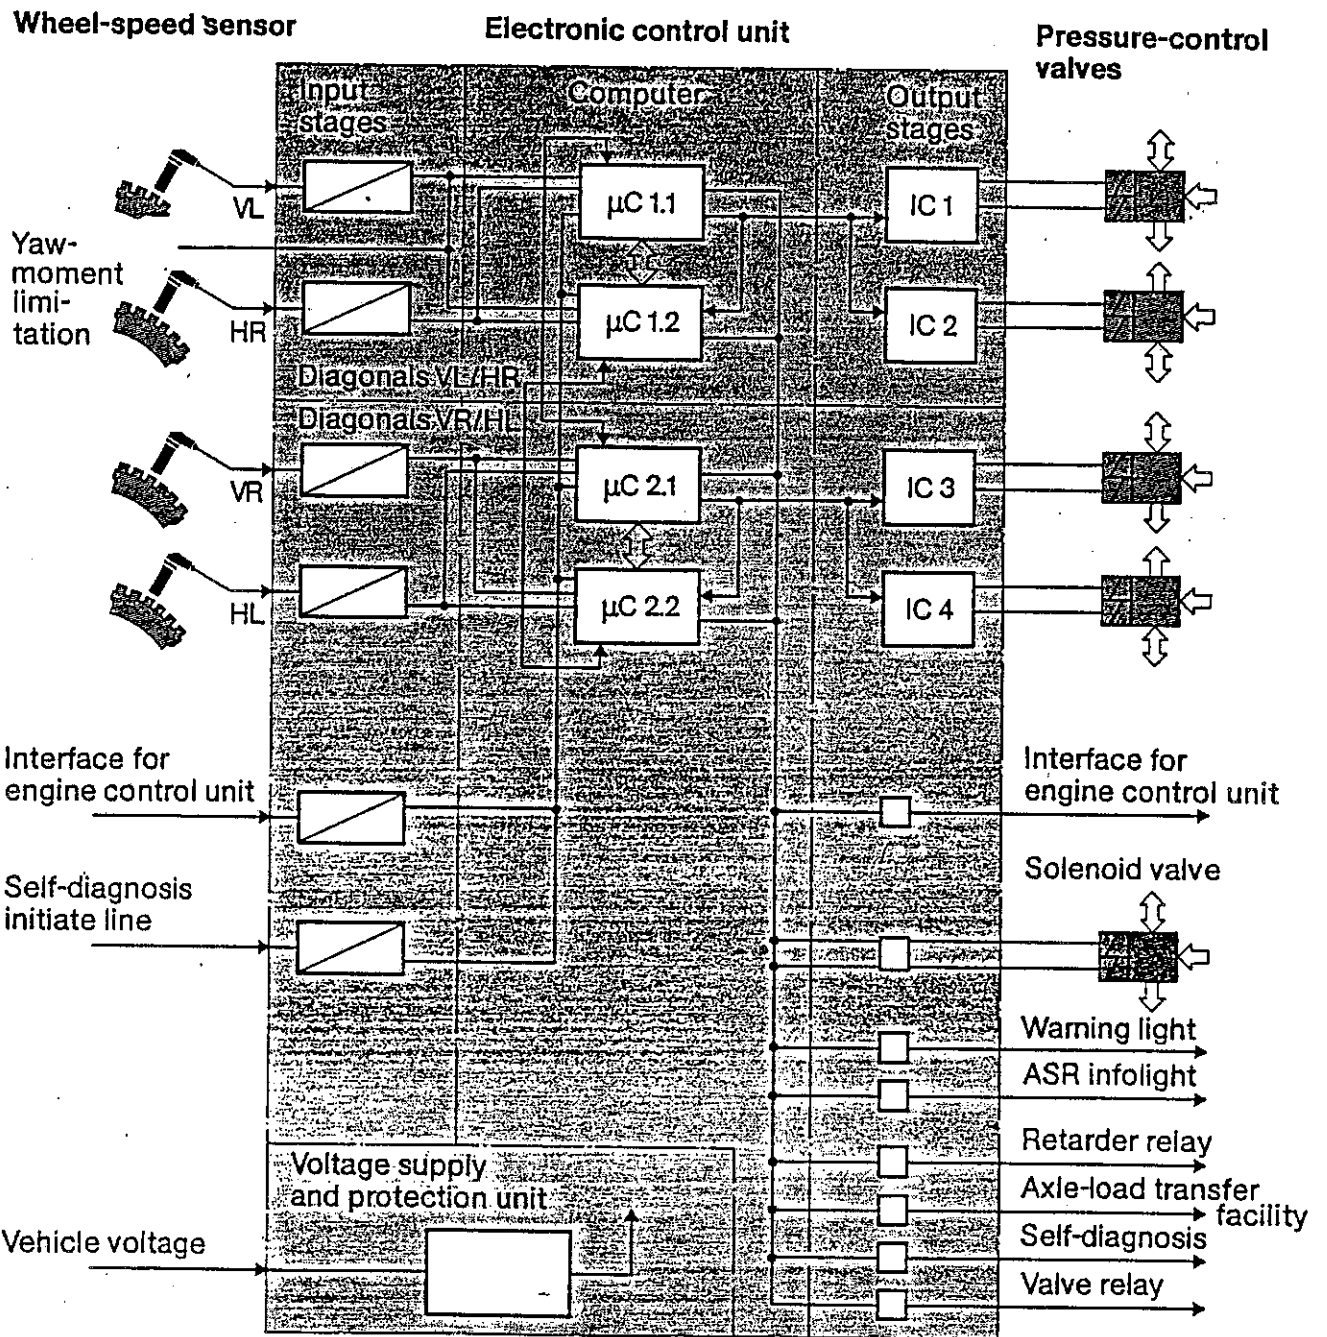 Wheel-speed sensor
Electronic control unit
Pressure-control
valves
Input
stages
Computer
Output
stages
VL
µC 1.1
IC 1
Yaw-
moment
limi-
tation
HR
µC 1.2
IC 2
Diagonals VL/HR
Diagonals VR/HL
VR
µC 2.1
IC 3
HL
µC 2.2
IC 4
Interface for
engine control unit
Interface for
engine control unit
Self-diagnosis
initiate line
Solenoid valve
Warning light
ASR infolight
Voltage supply
and protection unit
Retarder relay
Axle-load transfer
facility
Vehicle voltage
Self-diagnosis
Valve relay